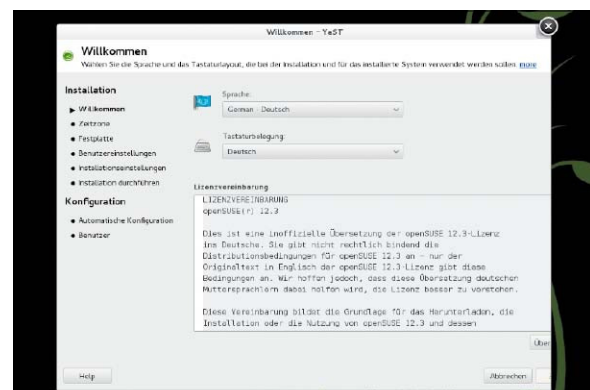 Willkommen - YaST
Willkommen
Wählen Sie die Sprache und das Tastaturlayout, die bei der Installation und für das installierte System verwendet werden sollen. more
Installation
Willkommen
Zeitzone
Festplatte
Benutzereinstellungen
Installationseinstellungen
Installation durchführen
Konfiguration
Automatische Konfiguration
Benutzer
Sprache
German - Deutsch
Tastaturbelegung
Deutsch
Lizenzvereinbarung
LIZENZVEREINBARUNG
openSUSE(r) 12.3
Dies ist eine inoffizielle Übersetzung der openSUSE 12.3-Lizenz
ins Deutsche. Sie gibt nicht rechtlich bindend die
Distributionsbedingungen für openSUSE 12.3 an – nur der
Originaltext in Englisch der openSUSE 12.3-Lizenz gibt diese
Bedingungen an. Wir hoffen jedoch, dass diese Übersetzung deutschen
Muttersprachlern dabei helfen wird, die Lizenz besser zu verstehen.
Diese Vereinbarung bildet die Grundlage für das Herunterladen, die
Installation oder die Nutzung von openSUSE 12.3 und dessen
Über
Help
Abbrechen